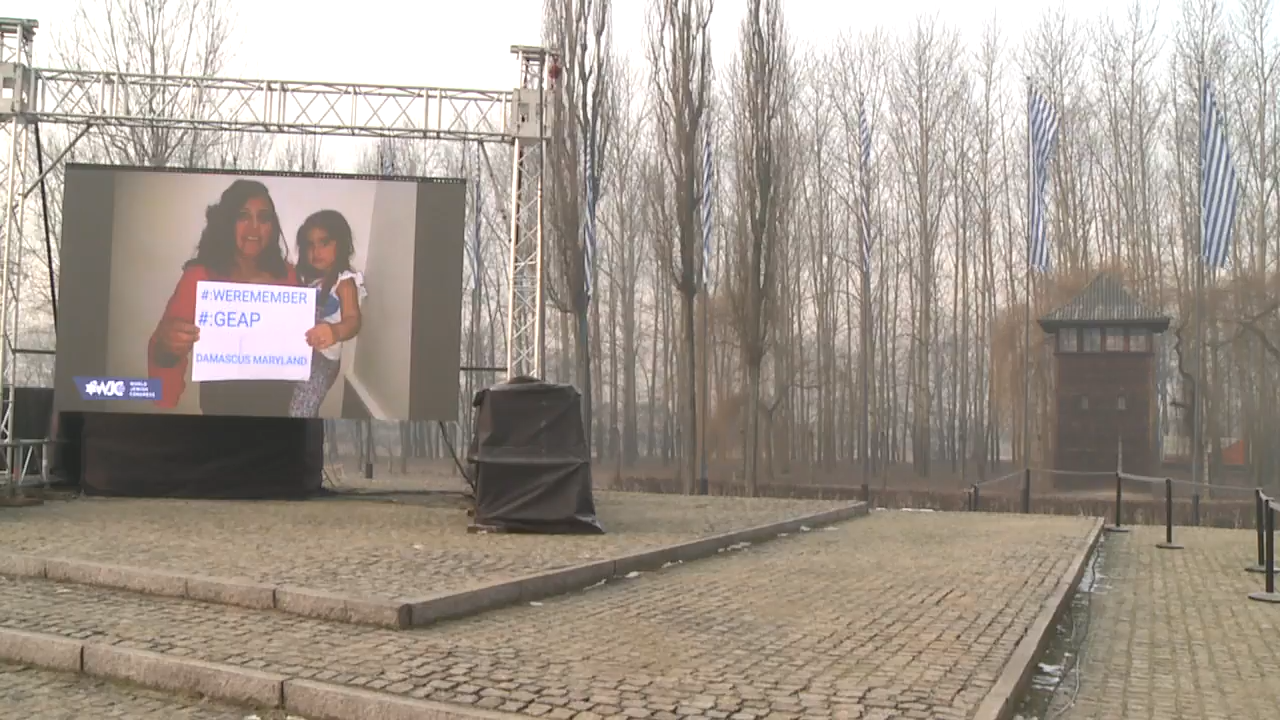 #:WEREMEMBER
#:GEAP
DAMASCUS MARYLAND
WJC
WORLD
JEWISH
CONGRESS